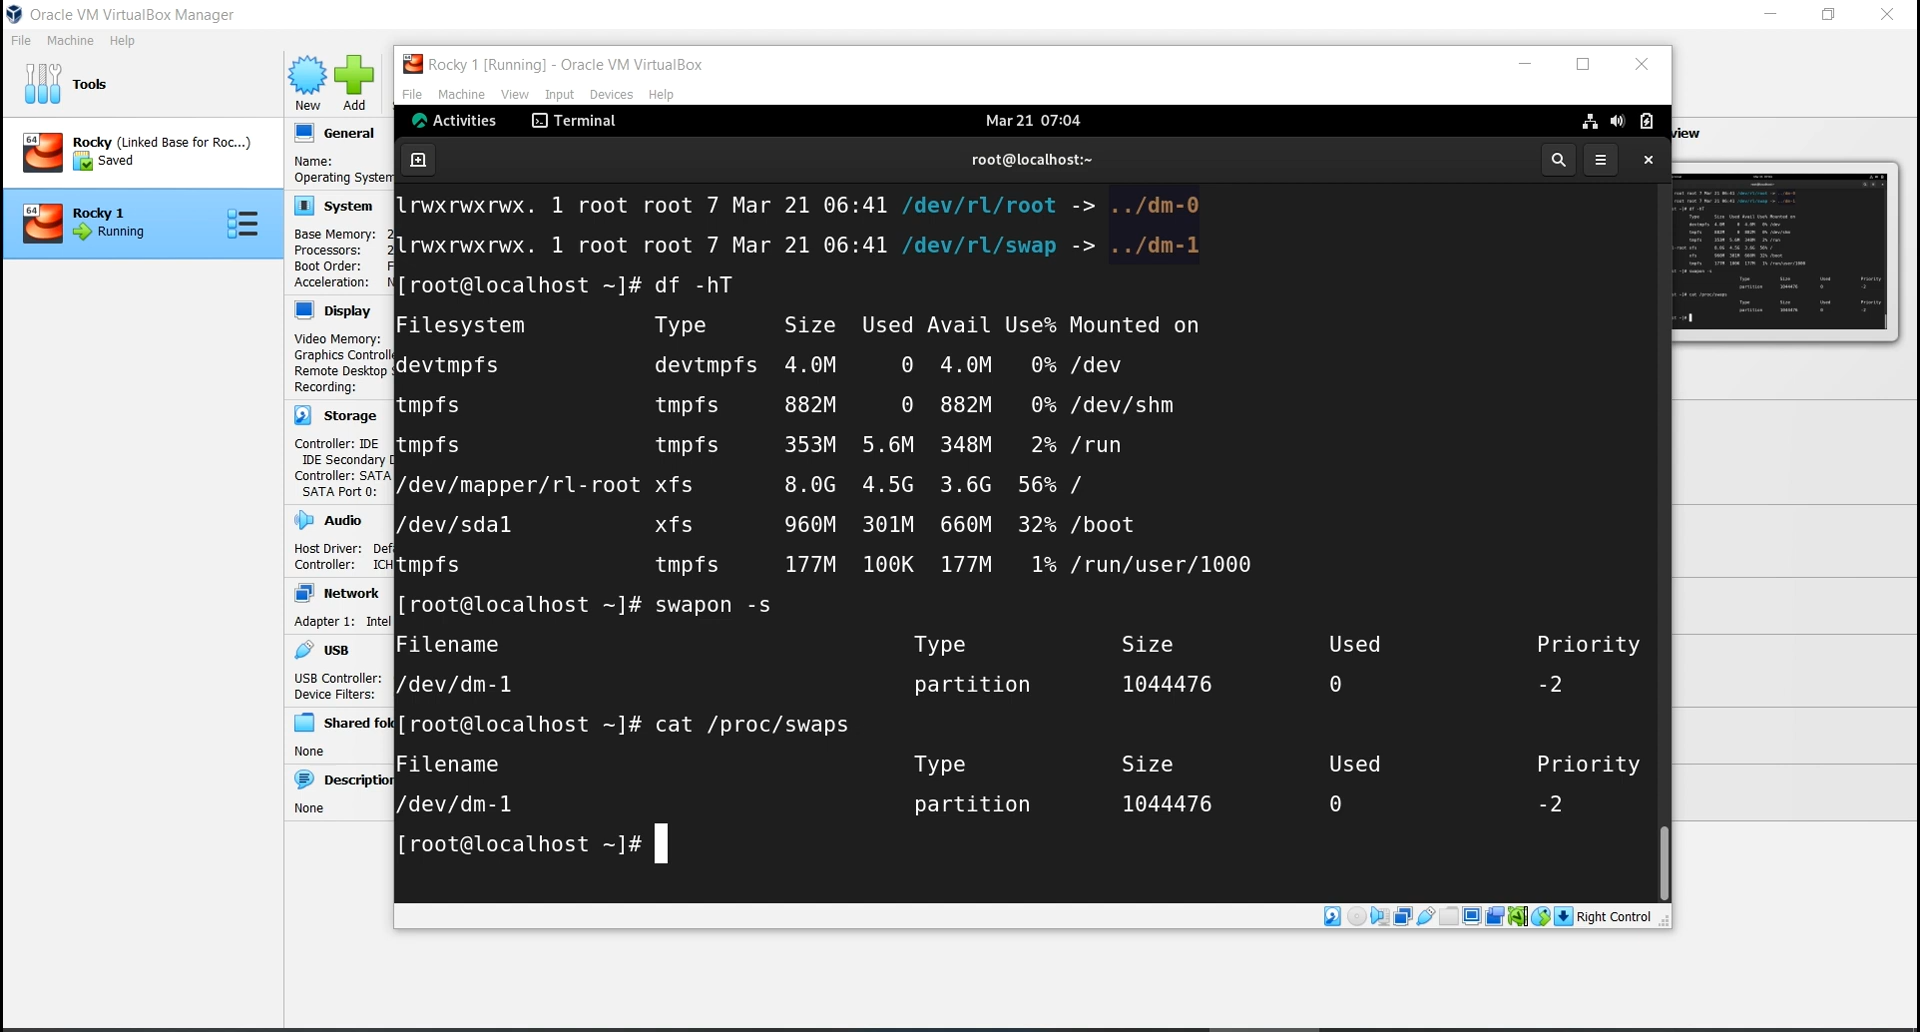 Oracle VM VirtualBox Manager
File Machine Help
Tools
New
Add
Rocky (Linked Base for Roc...)
Saved
Rocky 1
Running
General
Name:
Operating System
System
Base Memory: 2
Processors: 2
Boot Order: F
Acceleration: N
Display
Video Memory:
Graphics Controlle
Remote Desktop
Recording:
Storage
Controller: IDE
IDE Secondary D
Controller: SATA
SATA Port 0:
Audio
Host Driver: Def
Controller: ICH
Network
Adapter 1: Intel
USB
USB Controller:
Device Filters:
Shared fol
None
Description
None
view
Rocky 1 [Running] - Oracle VM VirtualBox
File Machine View Input Devices Help
Activities Terminal Mar 21 07:04
root@localhost:~
lrwxrwxrwx. 1 root root 7 Mar 21 06:41 /dev/rl/root -> ../dm-0
lrwxrwxrwx. 1 root root 7 Mar 21 06:41 /dev/rl/swap -> ../dm-1
[root@localhost ~]# df -hT
Filesystem Type Size Used Avail Use% Mounted on
devtmpfs devtmpfs 4.0M 0 4.0M 0% /dev
tmpfs tmpfs 882M 0 882M 0% /dev/shm
tmpfs tmpfs 353M 5.6M 348M 2% /run
/dev/mapper/rl-root xfs 8.0G 4.5G 3.6G 56% /
/dev/sda1 xfs 960M 301M 660M 32% /boot
tmpfs tmpfs 177M 100K 177M 1% /run/user/1000
[root@localhost ~]# swapon -s
Filename Type Size Used Priority
/dev/dm-1 partition 1044476 0 -2
[root@localhost ~]# cat /proc/swaps
Filename Type Size Used Priority
/dev/dm-1 partition 1044476 0 -2
[root@localhost ~]#
Right Control